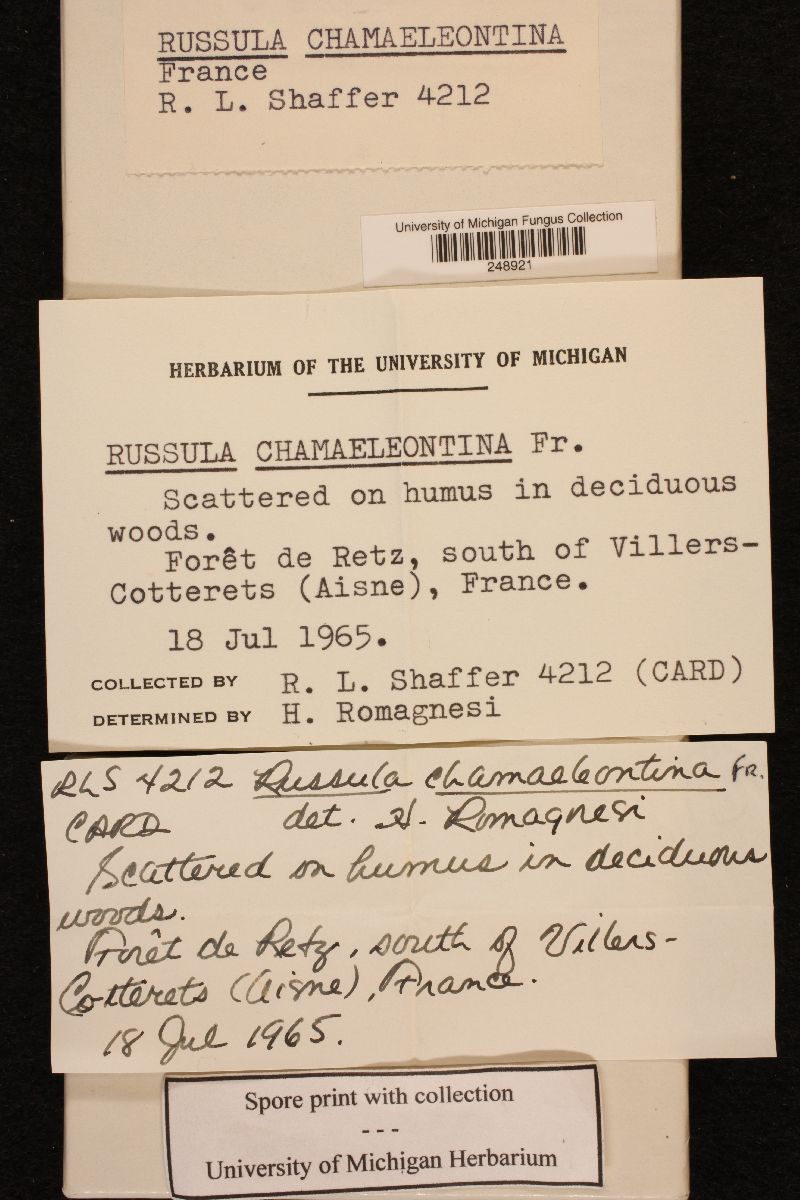 RUSSULA CHAMAELEONTINA
France
R. L. Shaffer 4212
University of Michigan Fungus Collection
248921
HERBARIUM OF THE UNIVERSITY OF MICHIGAN
RUSSULA CHAMAELEONTINA Fr.
Scattered on humus in deciduous
woods.
Forêt de Retz, south of Villers-
Cotterets (Aisne), France.
18 Jul 1965.
COLLECTED BY R. L. Shaffer 4212 (CARD)
DETERMINED BY H. Romagnesi
RLS 4212 Russula chamaeleontina FR.
CARD det. H. Romagnesi
Scattered on humus in deciduous
woods.
Forêt de Retz, south of Villers-
Cotterets (Aisne), France.
18 Jul 1965.
Spore print with collection
---
University of Michigan Herbarium